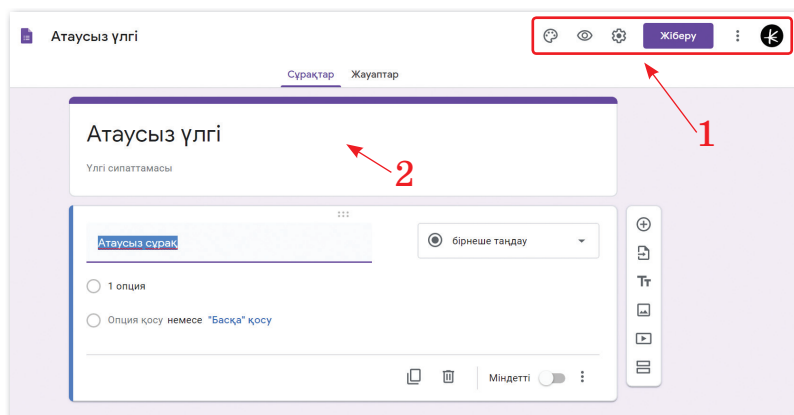 Атаусыз үлгі
Жіберу
1
Сұрақтар Жауаптар
Атаусыз үлгі
Үлгі сипаттамасы
2
Атаусыз сұрақ
бірнеше таңдау
1 опция
Опция қосу немесе "Басқа" қосу
Тт
Міндетті